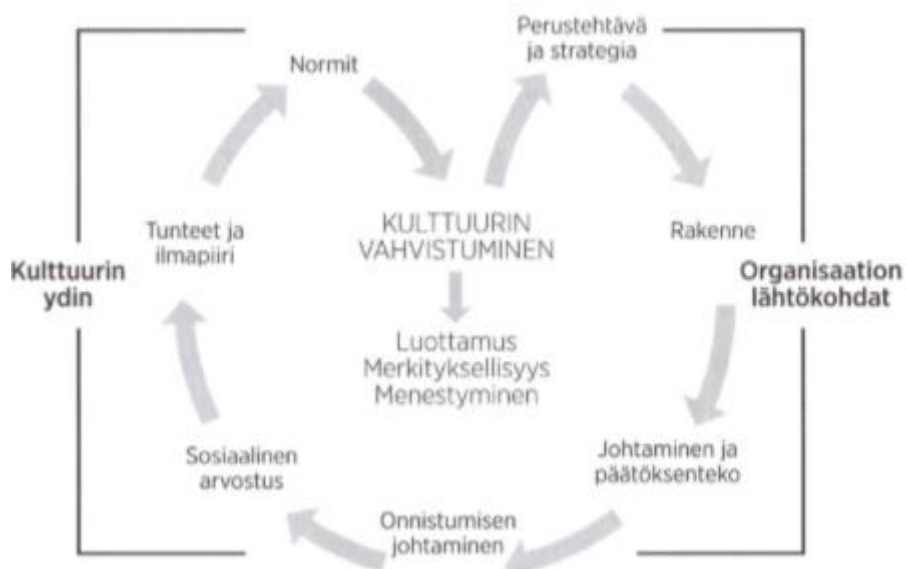 Perustehtävä
ja strategia
Normit
KULTTUURIN
VAHVISTUMINEN
Rakenne
Tunteet ja
ilmapiiri
Kulttuurin
ydin
Organisaation
lähtökohdat
Luottamus
Merkityksellisyys
Menestyminen
Johtaminen ja
päätöksenteko
Sosiaalinen
arvostus
Onnistumisen
johtaminen